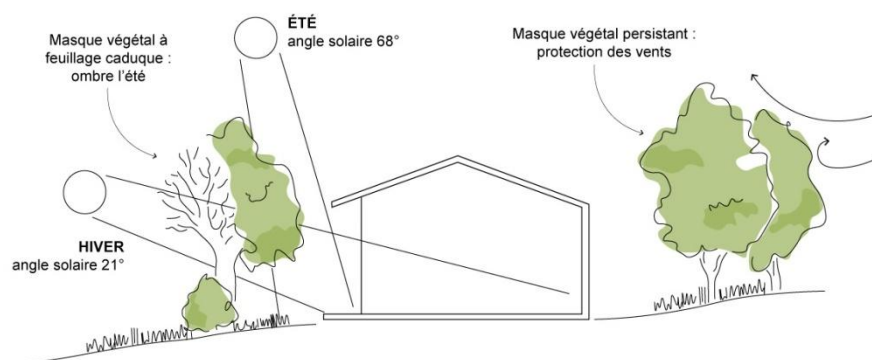 Masque végétal à
feuillage caduque :
ombre l'été
ÉTÉ
angle solaire 68°
Masque végétal persistant :
protection des vents
HIVER
angle solaire 21°